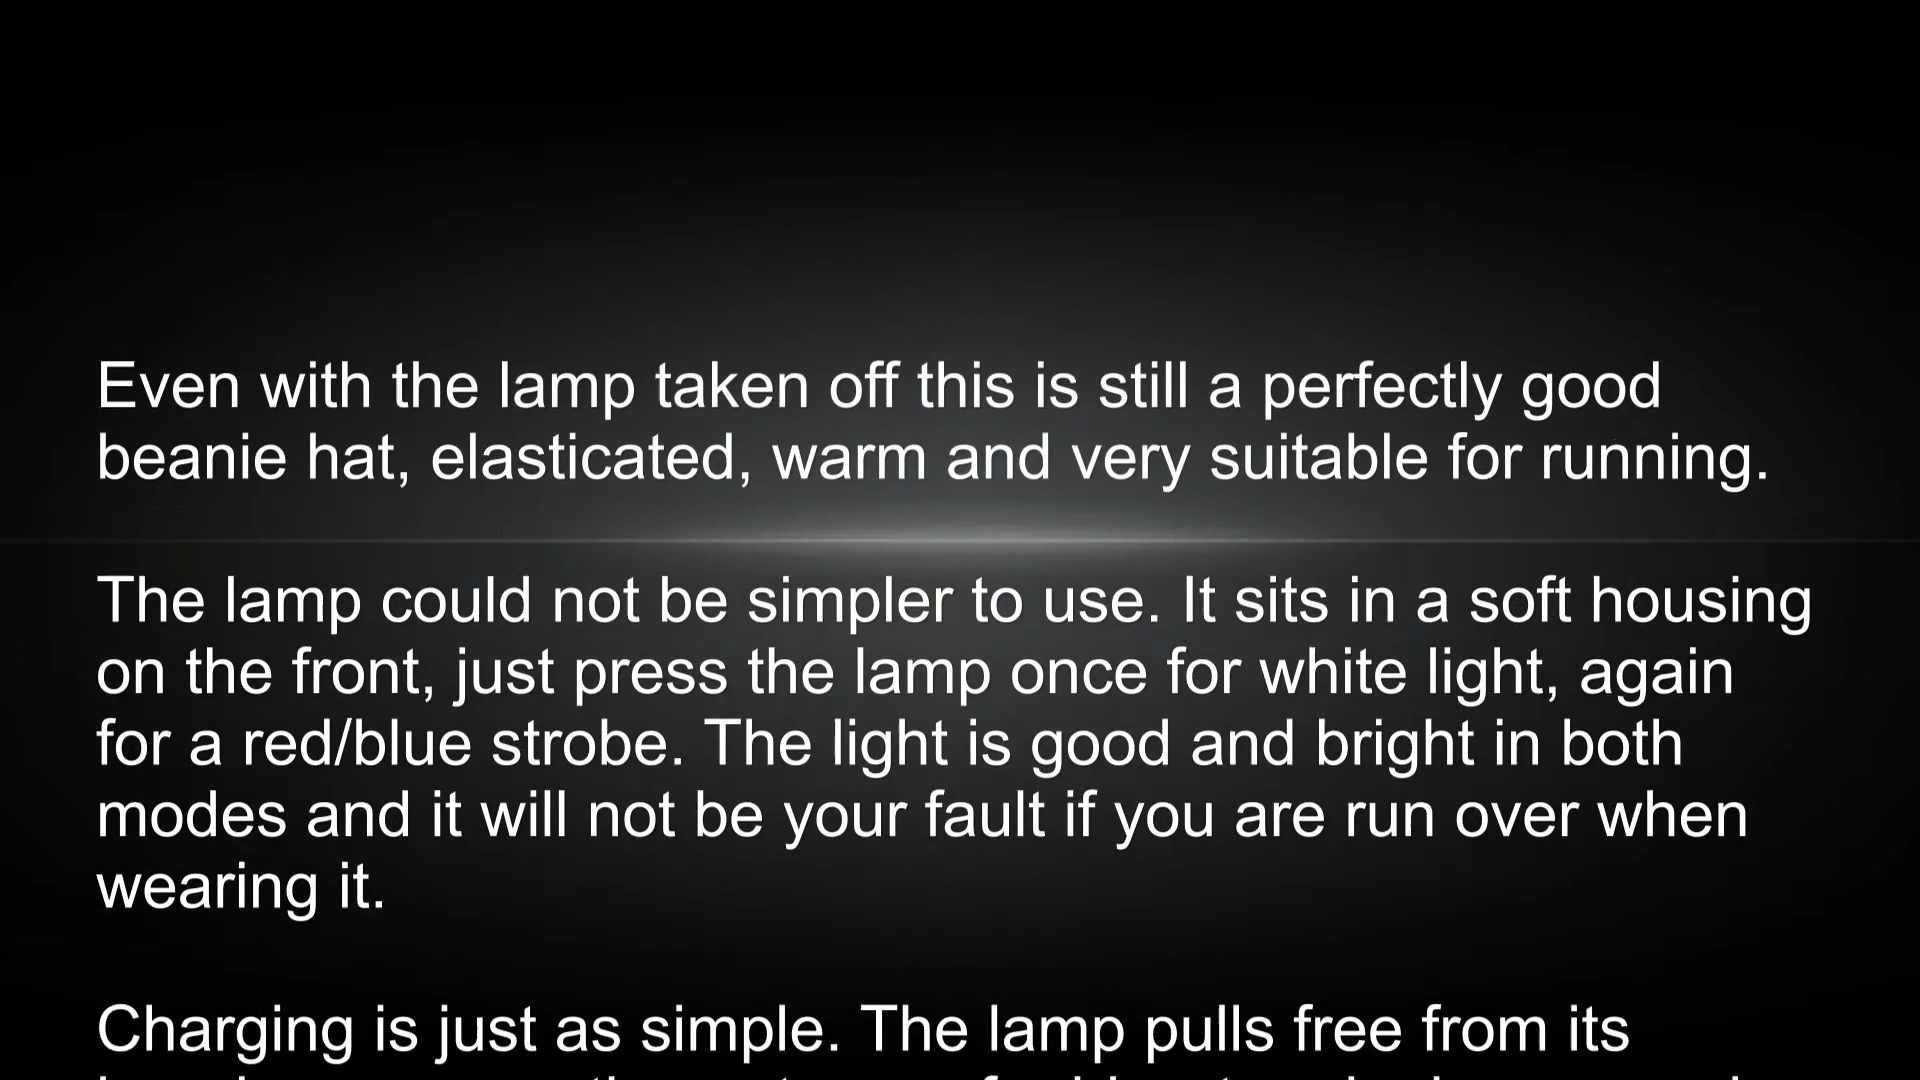 Even with the lamp taken off this is still a perfectly good
beanie hat, elasticated, warm and very suitable for running.
The lamp could not be simpler to use. It sits in a soft housing
on the front, just press the lamp once for white light, again
for a red/blue strobe. The light is good and bright in both
modes and it will not be your fault if you are run over when
wearing it.
Charging is just as simple. The lamp pulls free from its